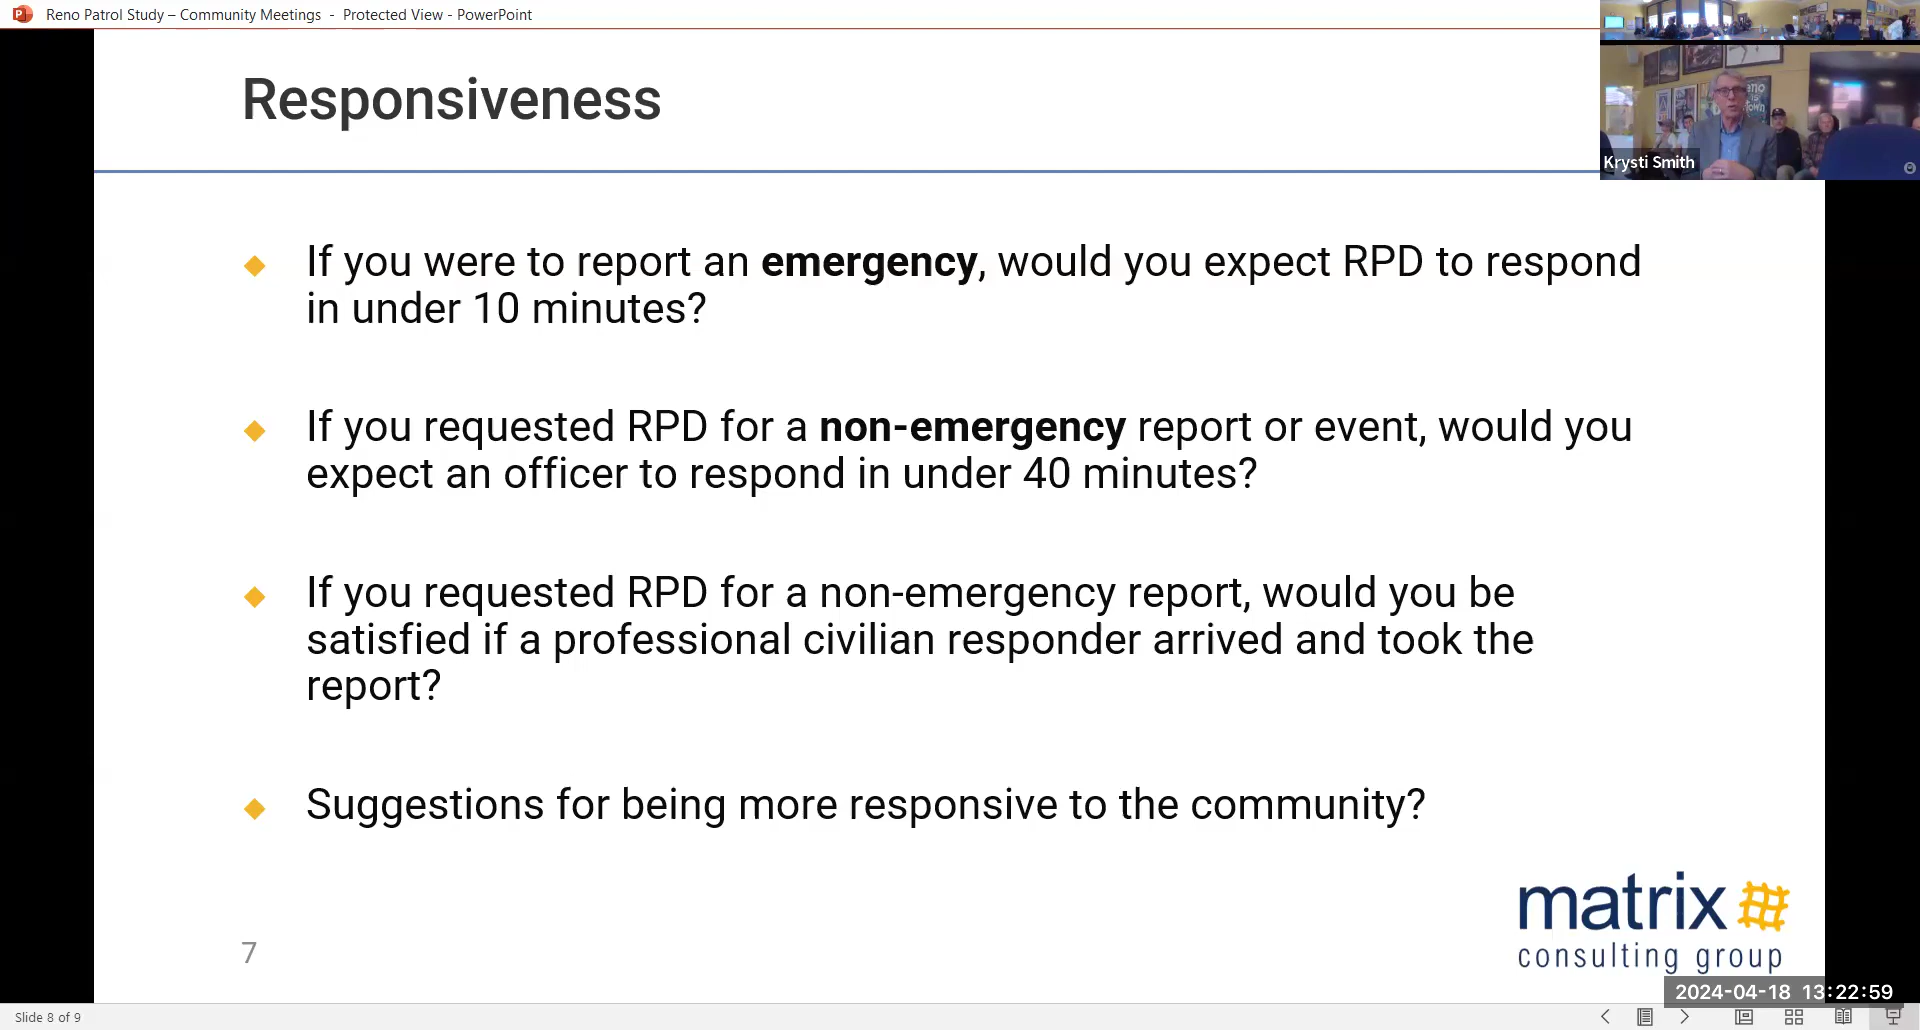 Reno Patrol Study – Community Meetings - Protected View - PowerPoint
Responsiveness
Krysti Smith
If you were to report an emergency, would you expect RPD to respond
in under 10 minutes?
If you requested RPD for a non-emergency report or event, would you
expect an officer to respond in under 40 minutes?
If you requested RPD for a non-emergency report, would you be
satisfied if a professional civilian responder arrived and took the
report?
Suggestions for being more responsive to the community?
7
matrix
consulting group
2024-04-18 13:22:59
Slide 8 of 9